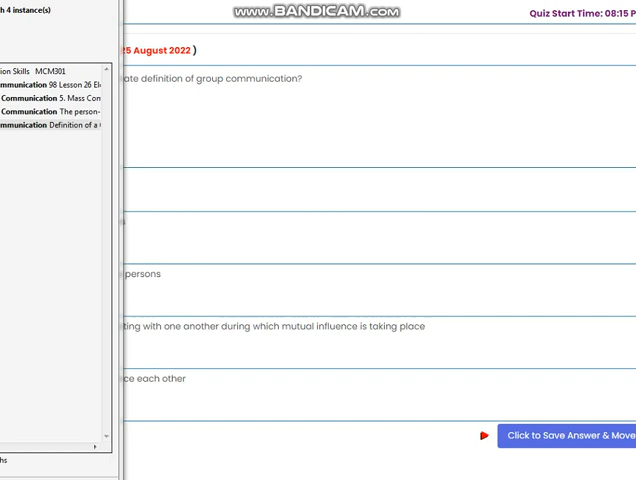 h 4 instance(s)
WWW.BANDICAM.COM
Quiz Start Time: 08:15 P
25 August 2022 )
ion Skills MCM301
ate definition of group communication?
mmunication 98 Lesson 26 El
Communication 5. Mass Com
Communication The person-
mmunication Definition of a
persons
ting with one another during which mutual influence is taking place
ce each other
Click to Save Answer & Move
hs